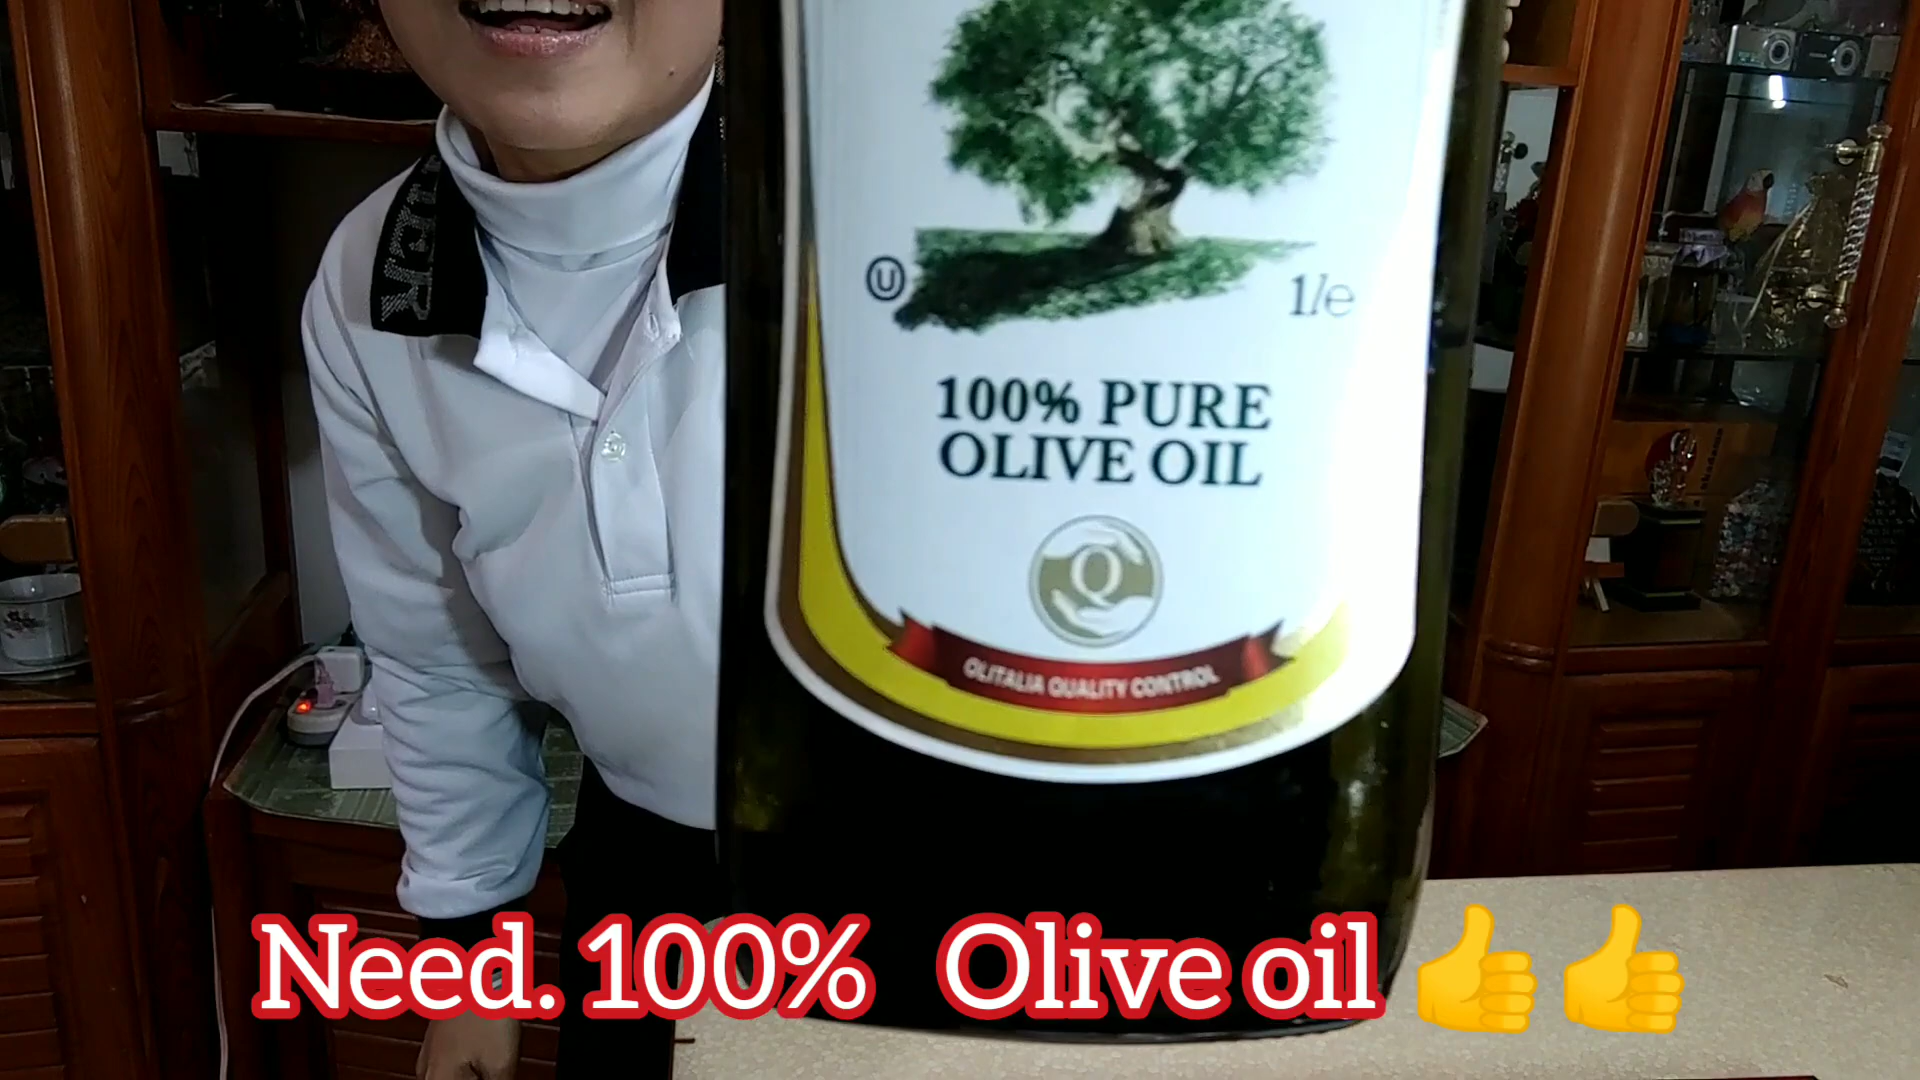 Ⓤ
1/e
100% PURE
OLIVE OIL
Q
OLITALIA QUALITY CONTROL
Need. 100% Olive oil 👍👍